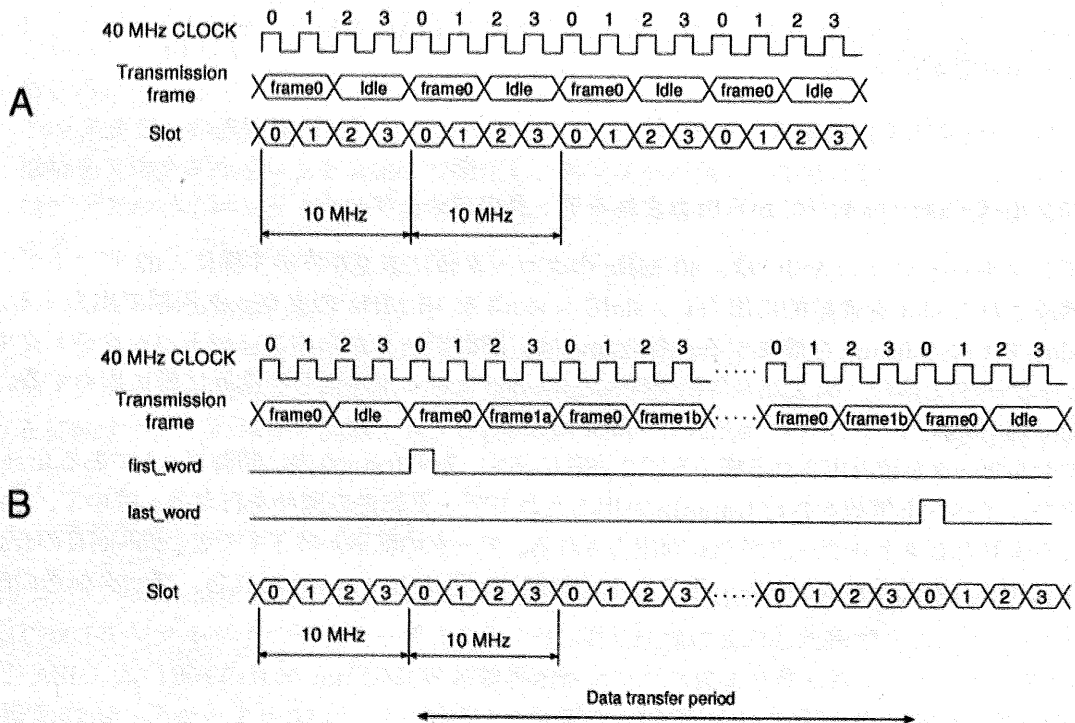 0 1 2 3 0 1 2 3 0 1 2 3 0 1 2 3
40 MHz CLOCK
Transmission frame
frame0 Idle frame0 Idle frame0 Idle frame0 Idle
A
Slot
0 1 2 3 0 1 2 3 0 1 2 3 0 1 2 3
10 MHz 10 MHz
0 1 2 3 0 1 2 3 0 1 2 3 0 1 2 3 0 1 2 3
40 MHz CLOCK
Transmission frame
frame0 Idle frame0 frame1a frame0 frame1b frame0 frame1b frame0 Idle
first_word
B
last_word
Slot
0 1 2 3 0 1 2 3 0 1 2 3 0 1 2 3 0 1 2 3
10 MHz 10 MHz
Data transfer period